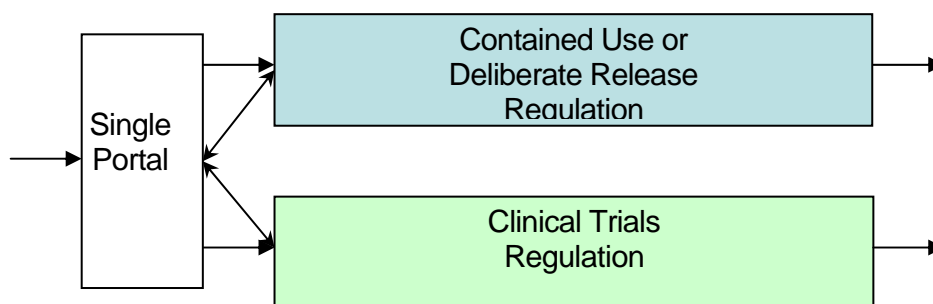 Single
Portal
Contained Use or
Deliberate Release
Regulation
Clinical Trials
Regulation